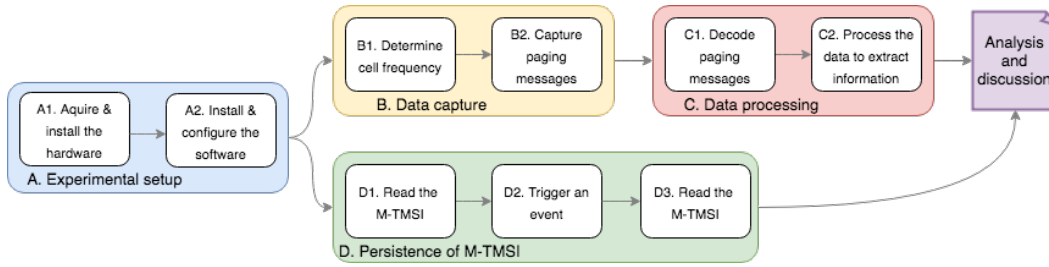 A1. Aquire &
install the
hardware
A2. Install &
configure the
software
A. Experimental setup
B1. Determine
cell frequency
B2. Capture
paging
messages
B. Data capture
C1. Decode
paging
messages
C2. Process the
data to extract
information
C. Data processing
D1. Read the
M-TMSI
D2. Trigger an
event
D3. Read the
M-TMSI
D. Persistence of M-TMSI
Analysis
and
discussion